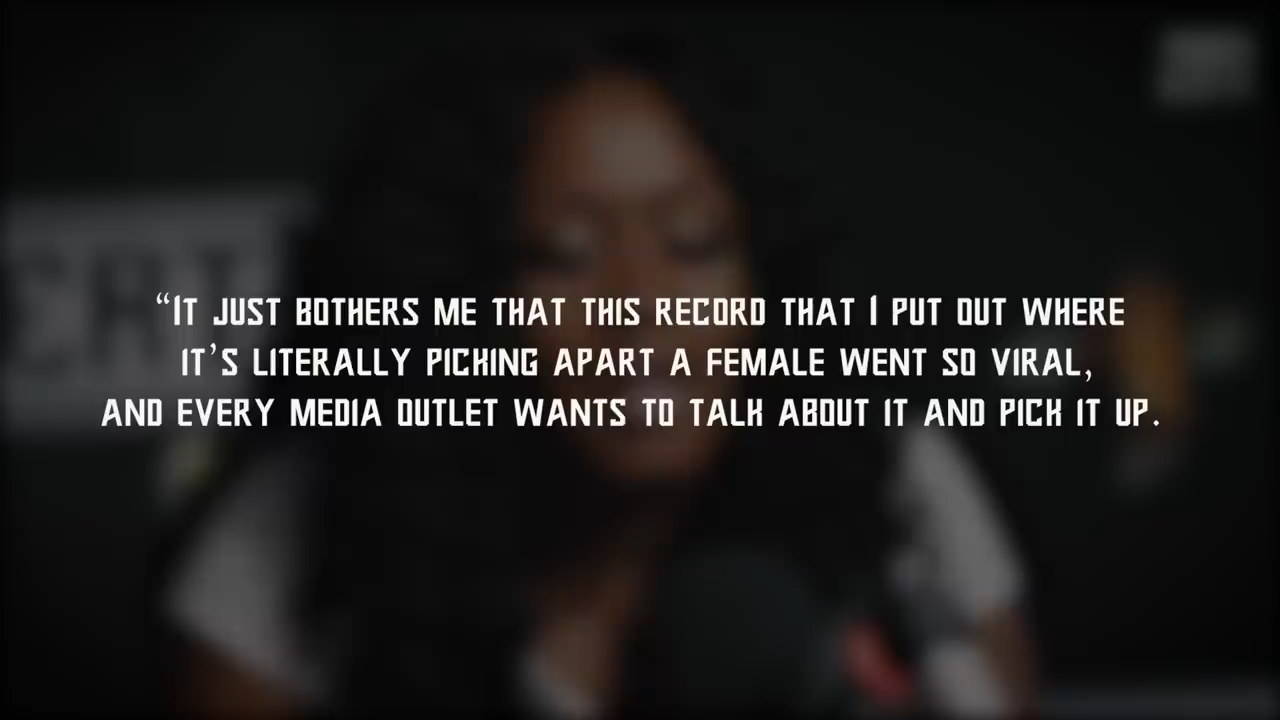 “IT JUST BOTHERS ME THAT THIS RECORD THAT I PUT OUT WHERE
IT’S LITERALLY PICKING APART A FEMALE WENT SO VIRAL,
AND EVERY MEDIA OUTLET WANTS TO TALK ABOUT IT AND PICK IT UP.